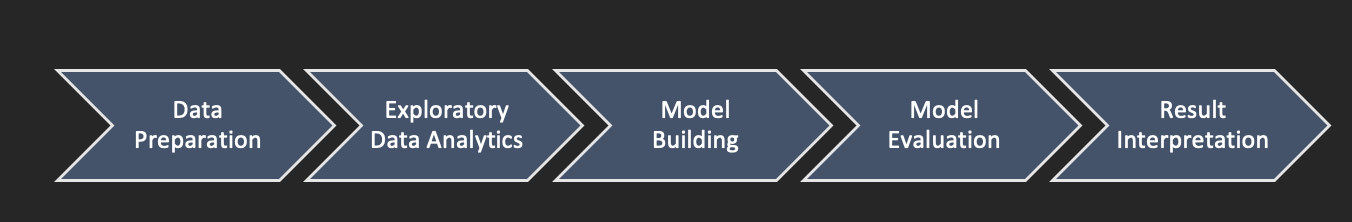 Data
Preparation
Exploratory
Data Analytics
Model
Building
Model
Evaluation
Result
Interpretation